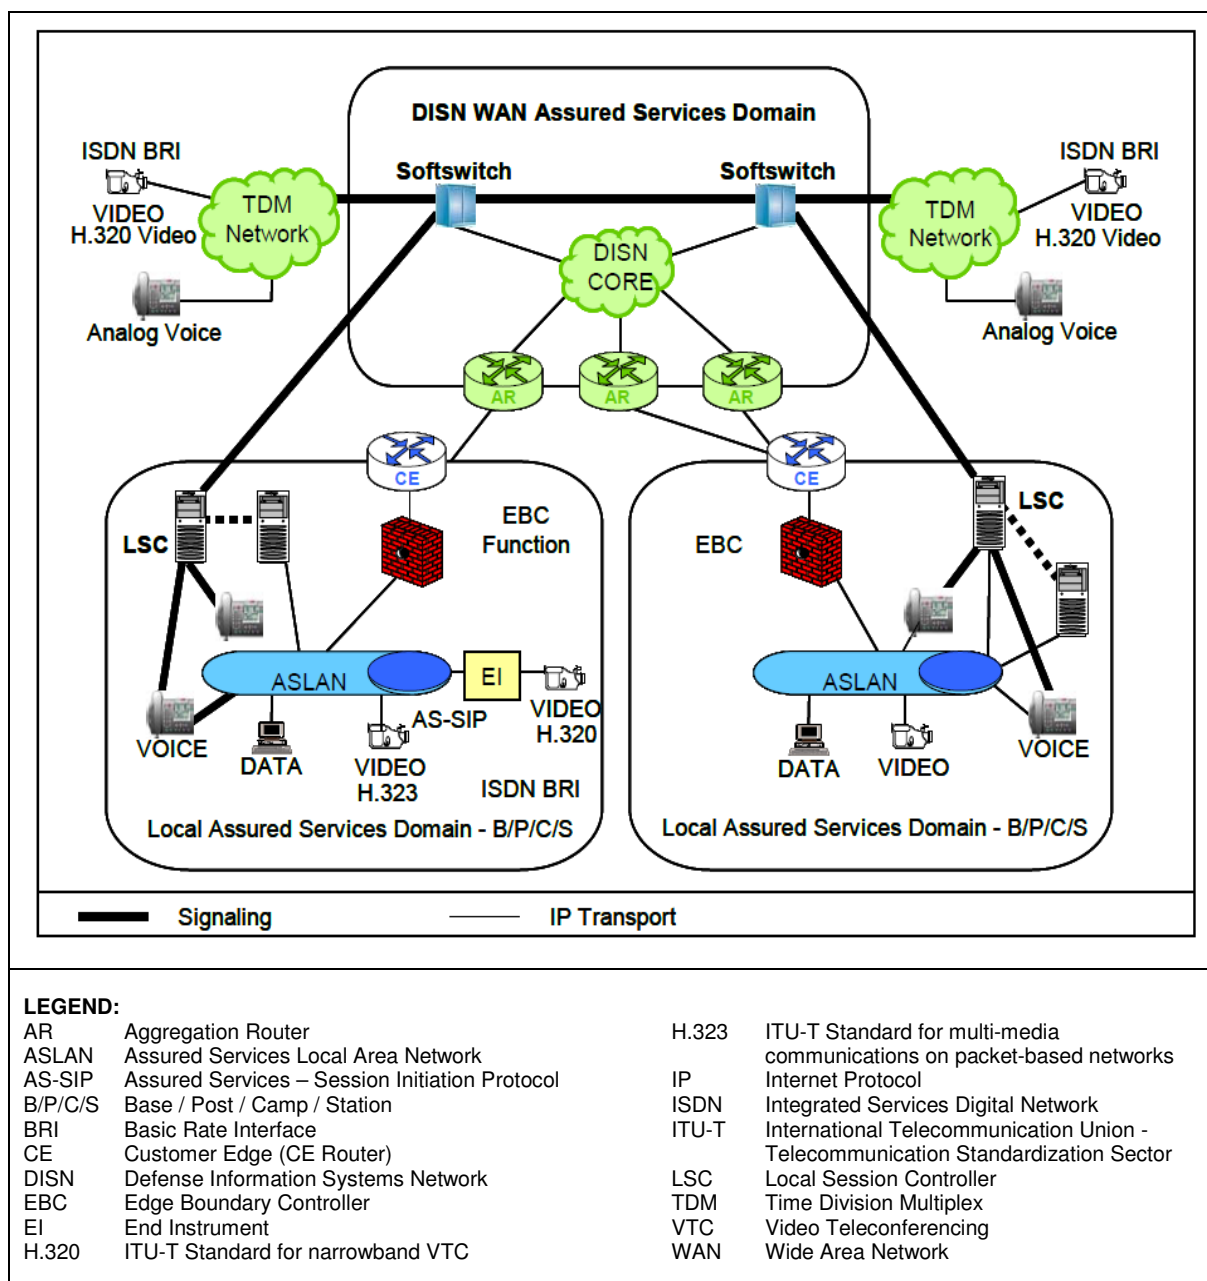 DISN WAN Assured Services Domain
ISDN BRI
VIDEO
H.320 Video
TDM
Network
Analog Voice
Softswitch
Softswitch
DISN
CORE
ISDN BRI
VIDEO
H.320 Video
TDM
Network
Analog Voice
AR
AR
AR
CE
CE
LSC
EBC
Function
ASLAN
EI
AS-SIP
VIDEO
H.320
VOICE
DATA
VIDEO
H.323
ISDN BRI
Local Assured Services Domain - B/P/C/S
LSC
EBC
ASLAN
DATA
VIDEO
VOICE
Local Assured Services Domain - B/P/C/S
Signaling
IP Transport
LEGEND:
AR Aggregation Router
ASLAN Assured Services Local Area Network
AS-SIP Assured Services – Session Initiation Protocol
B/P/C/S Base / Post / Camp / Station
BRI Basic Rate Interface
CE Customer Edge (CE Router)
DISN Defense Information Systems Network
EBC Edge Boundary Controller
EI End Instrument
H.320 ITU-T Standard for narrowband VTC
H.323 ITU-T Standard for multi-media
communications on packet-based networks
IP Internet Protocol
ISDN Integrated Services Digital Network
ITU-T International Telecommunication Union -
Telecommunication Standardization Sector
LSC Local Session Controller
TDM Time Division Multiplex
VTC Video Teleconferencing
WAN Wide Area Network